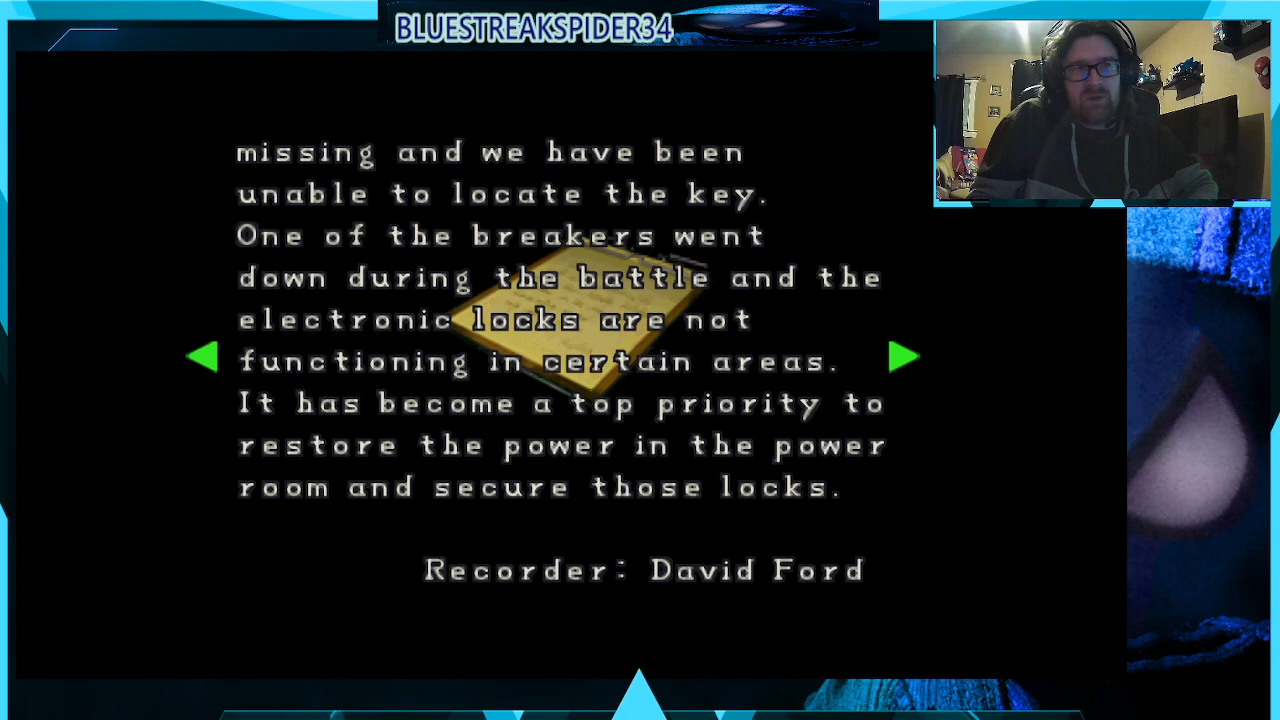 BLUESTREAKSPIDER34
missing and we have been
unable to locate the key.
One of the breakers went
down during the battle and the
electronic locks are not
functioning in certain areas.
It has become a top priority to
restore the power in the power
room and secure those locks.
Recorder: David Ford